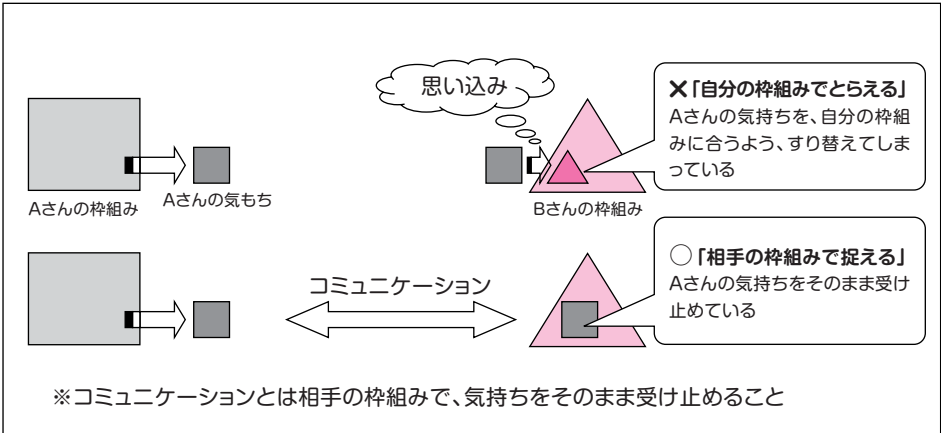 思い込み
×「自分の枠組みでとらえる」
Aさんの気持ちを、自分の枠組
みに合うよう、すり替えてしま
っている
Aさんの枠組み
Aさんの気もち
Bさんの枠組み
コミュニケーション
○「相手の枠組みで捉える」
Aさんの気持ちをそのまま受け
止めている
※コミュニケーションとは相手の枠組みで、気持ちをそのまま受け止めること